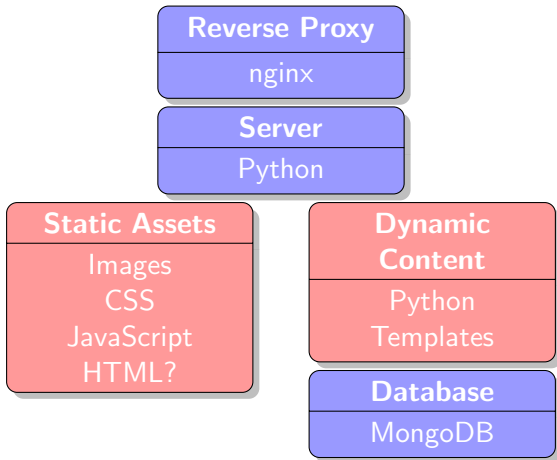 Reverse Proxy
nginx
Server
Python
Static Assets
Images
CSS
JavaScript
HTML?
Dynamic
Content
Python
Templates
Database
MongoDB